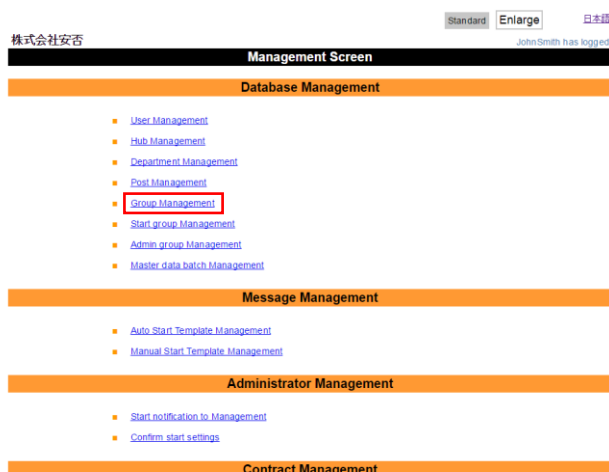 Standard Enlarge 日本語
株式会社安否
JohnSmith has logged
Management Screen
Database Management
User Management
Hub Management
Department Management
Post Management
Group Management
Start group Management
Admin group Management
Master data batch Management
Message Management
Auto Start Template Management
Manual Start Template Management
Administrator Management
Start notification to Management
Confirm start settings
Contract Management